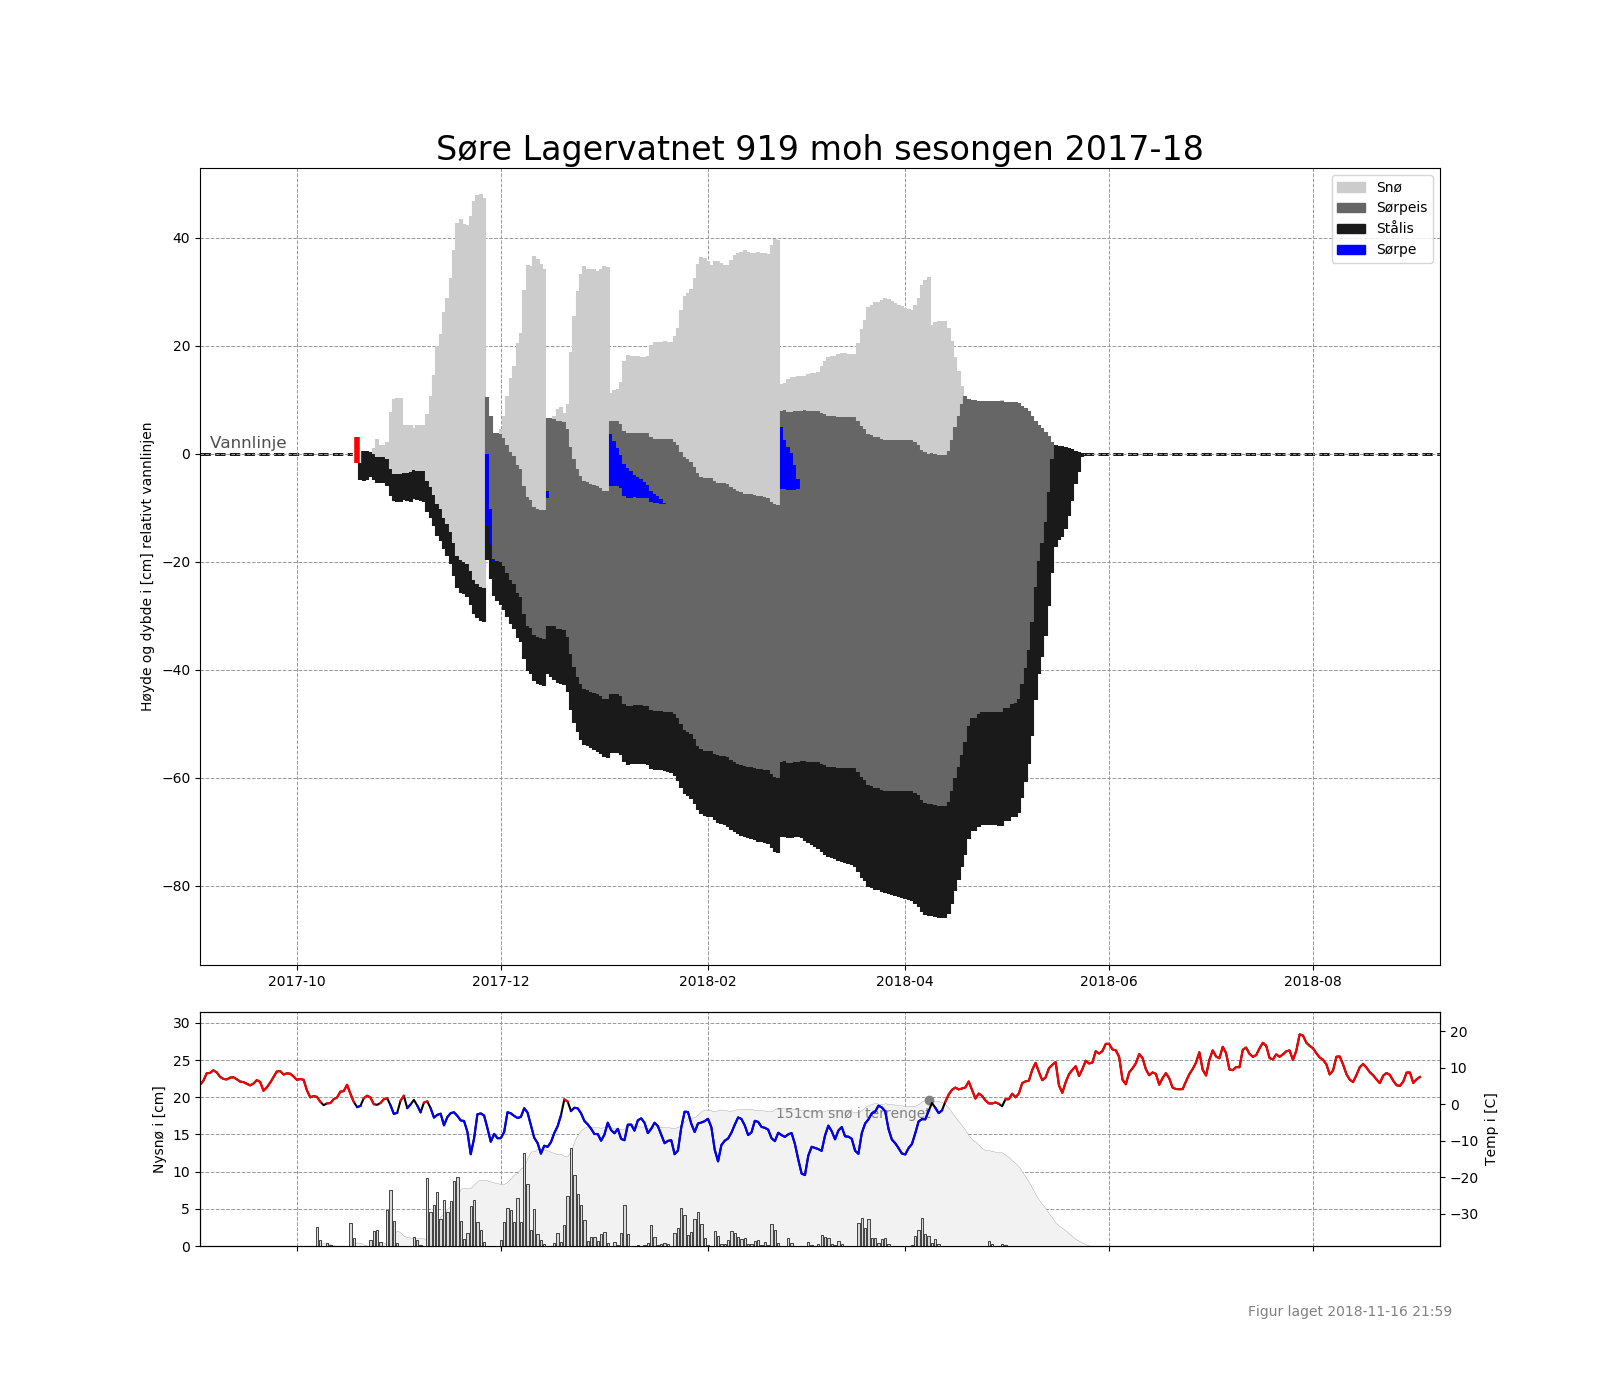 Søre Lagervatnet 919 moh sesongen 2017-18
Snø
Sørpeis
Stålis
Sørpe
Høyde og dybde i [cm] relativt vannlinjen
40
20
0
−20
−40
−60
−80
Vannlinje
2017-10
2017-12
2018-02
2018-04
2018-06
2018-08
Nysnø i [cm]
30
25
20
15
10
5
0
151cm snø i terrenget
20
10
0
−10
−20
−30
Temp i [C]
Figur laget 2018-11-16 21:59